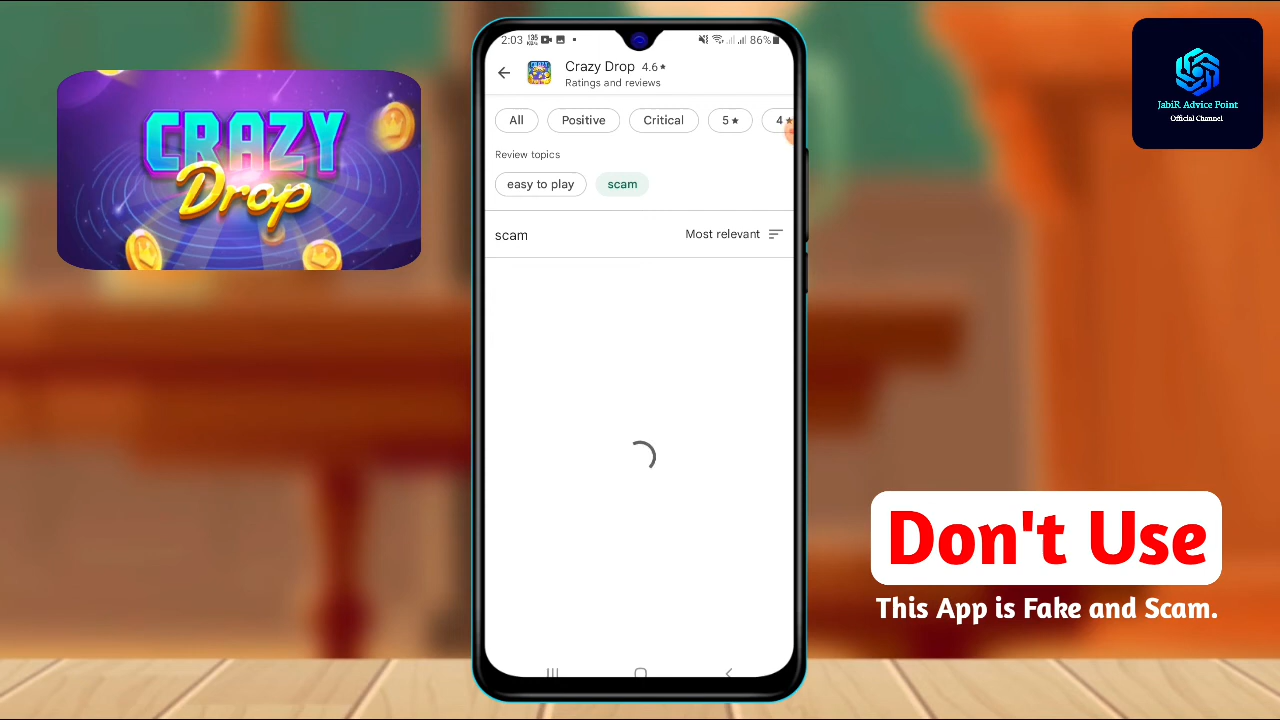 CRAZY
Drop
2:03
135
KB/s
86%
Crazy Drop 4.6★
Ratings and reviews
All
Positive
Critical
5★
4★
Review topics
easy to play
scam
scam
Most relevant
JabiR Advice Point
Official Channel
Don't Use
This App is Fake and Scam.